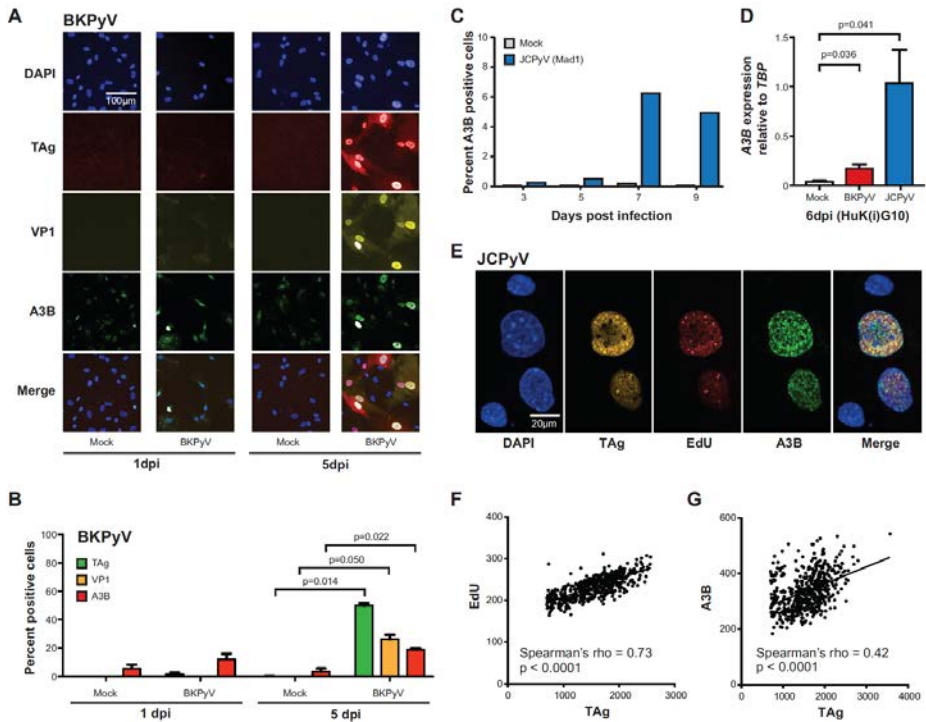 A
BKPyV
DAPI
100µm
TAg
VP1
A3B
Merge
Mock
BKPyV
Mock
BKPyV
1dpi
5dpi
B
BKPyV
Percent positive cells
100
80
60
40
20
0
TAg
VP1
A3B
p=0.022
p=0.050
p=0.014
Mock
BKPyV
Mock
BKPyV
1 dpi
5 dpi
C
Percent A3B positive cells
10
8
6
4
2
0
Mock
JCPyV (Mad1)
3
5
7
9
Days post infection
D
A3B expression
relative to TBP
1.5
1.0
0.5
0.0
p=0.041
p=0.036
Mock
BKPyV
JCPyV
6dpi (HuK(i)G10)
E
JCPyV
20µm
DAPI
TAg
EdU
A3B
Merge
F
EdU
400
300
200
100
0
Spearman's rho = 0.73
p < 0.0001
0
1000
2000
3000
TAg
G
A3B
600
400
200
0
Spearman's rho = 0.42
p < 0.0001
0
1000
2000
3000
4000
TAg